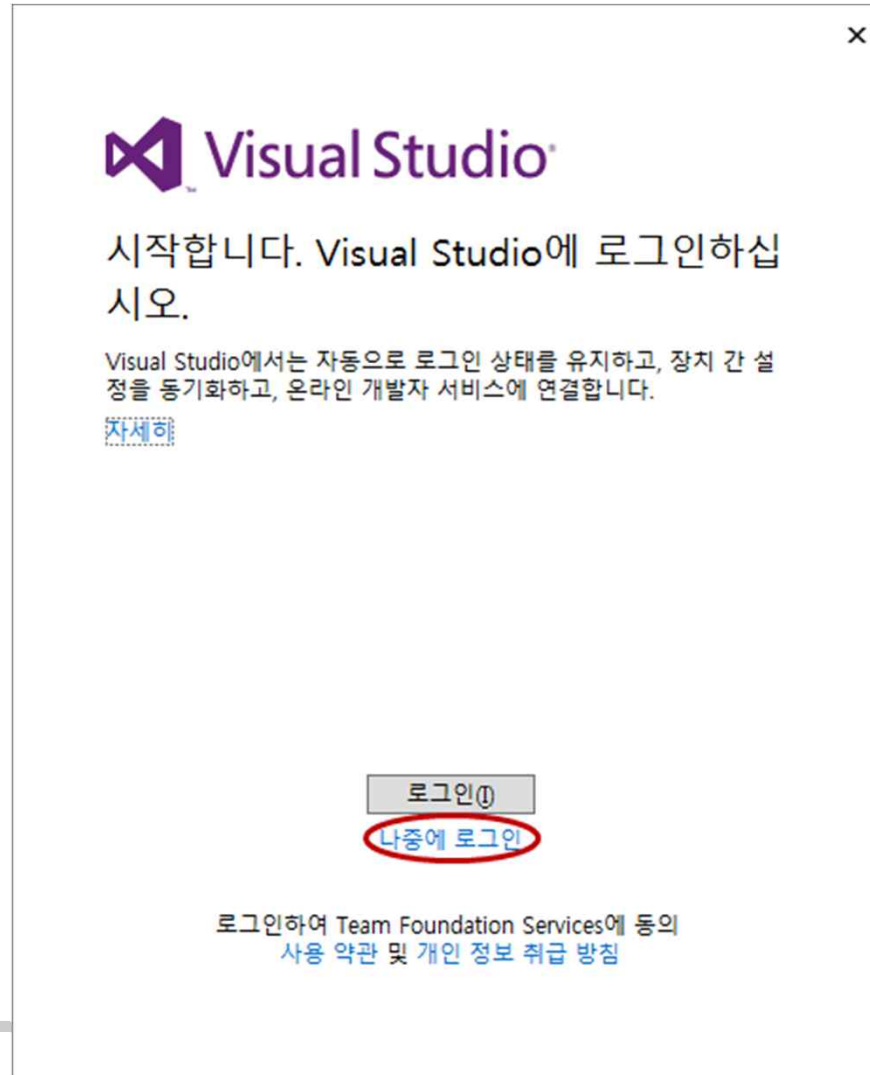 Visual Studio
시작합니다. Visual Studio에 로그인하십
시오.
Visual Studio에서는 자동으로 로그인 상태를 유지하고, 장치 간 설
정을 동기화하고, 온라인 개발자 서비스에 연결합니다.
자세히
로그인(I)
나중에 로그인
로그인하여 Team Foundation Services에 동의
사용 약관 및 개인 정보 취급 방침